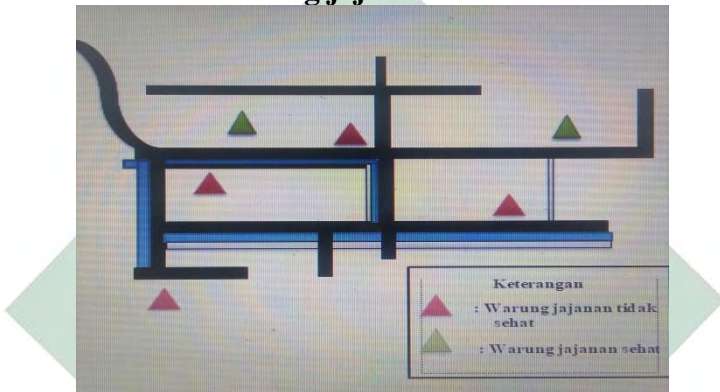 Keterangan
: Warung jajanan tidak
sehat
: Warung jajanan sehat